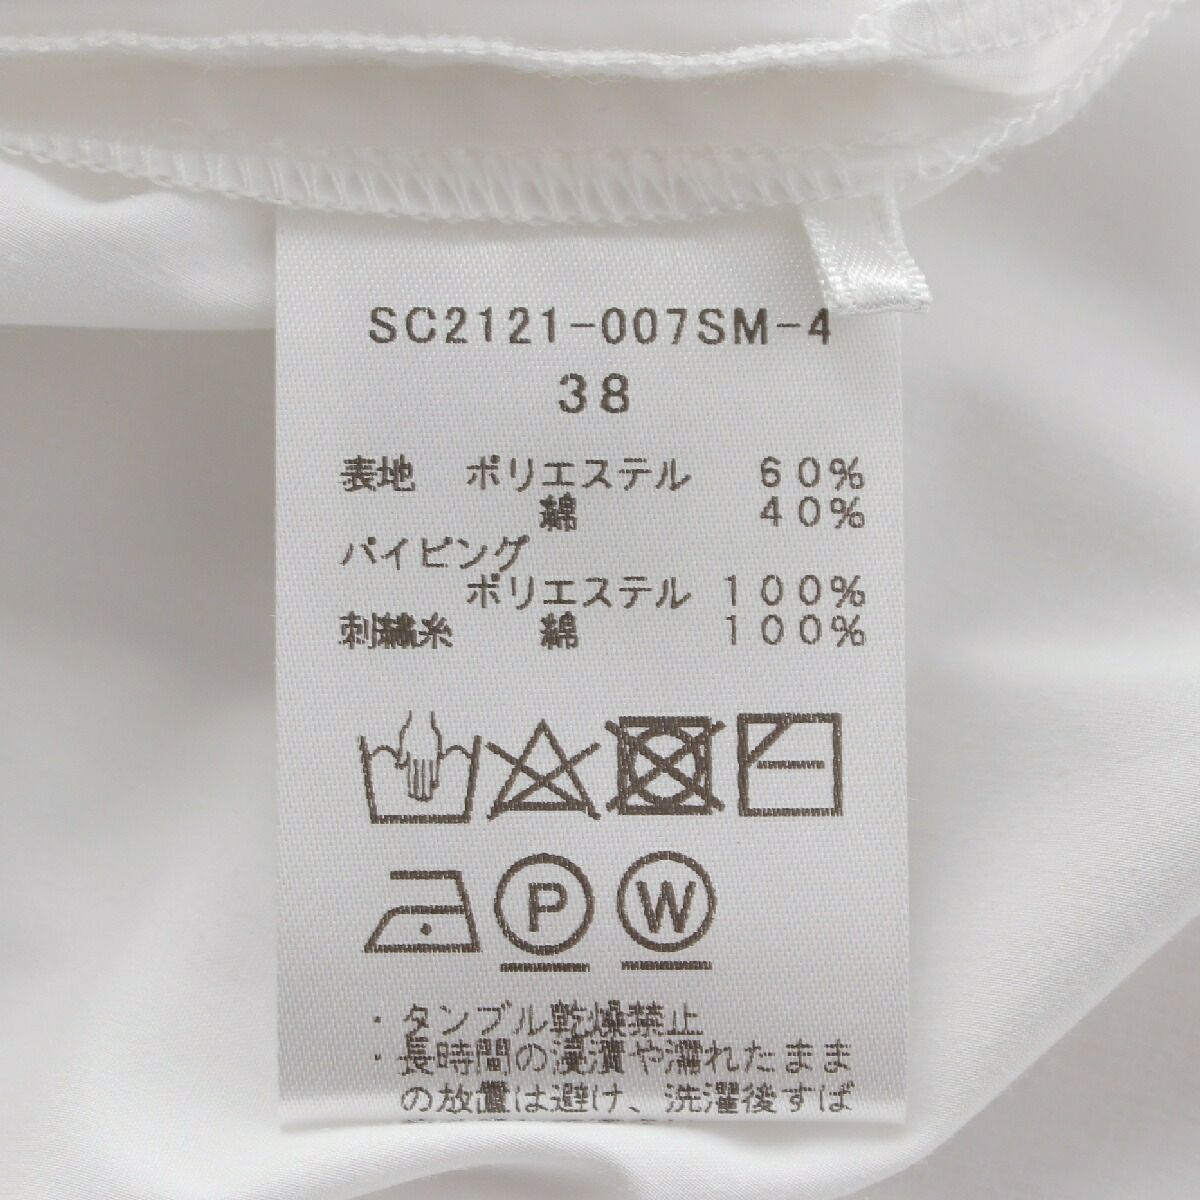 SC2121-007SM-4
38
表地 ポリエステル 60%
綿 40%
パイピング
ポリエステル 100%
刺繍糸 綿 100%
P W
・タンブル乾燥禁止
・長時間の浸漬や濡れたまま
の放置は避け、洗濯後すば